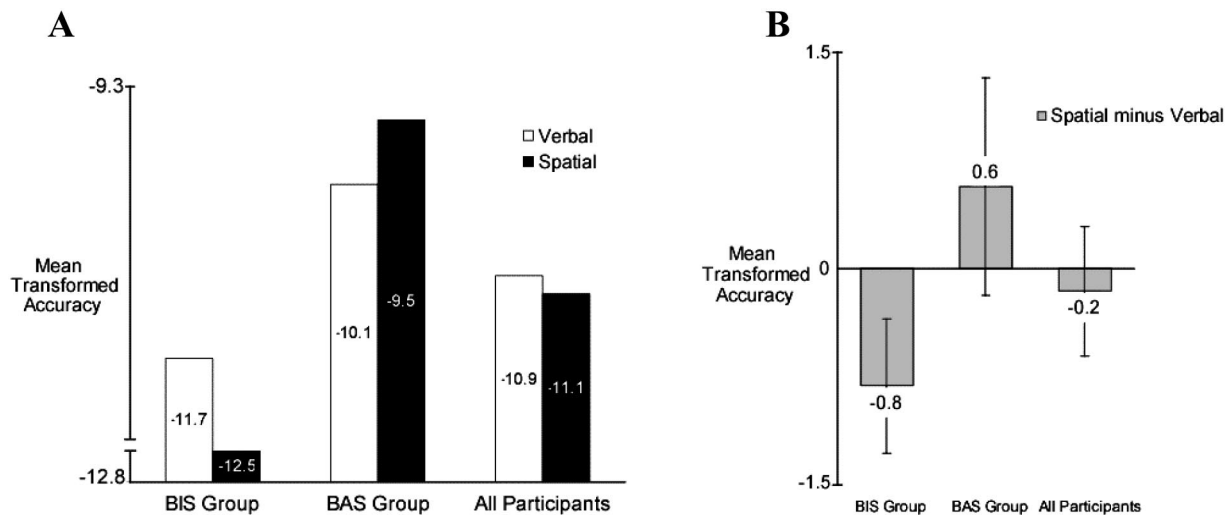 A
-9.3
Verbal
Spatial
Mean
Transformed
Accuracy
-11.7
-12.5
-10.1
-9.5
-10.9
-11.1
-12.8
BIS Group
BAS Group
All Participants
B
1.5
Spatial minus Verbal
0.6
Mean
Transformed
Accuracy
0
-0.2
-0.8
-1.5
BIS Group
BAS Group
All Participants